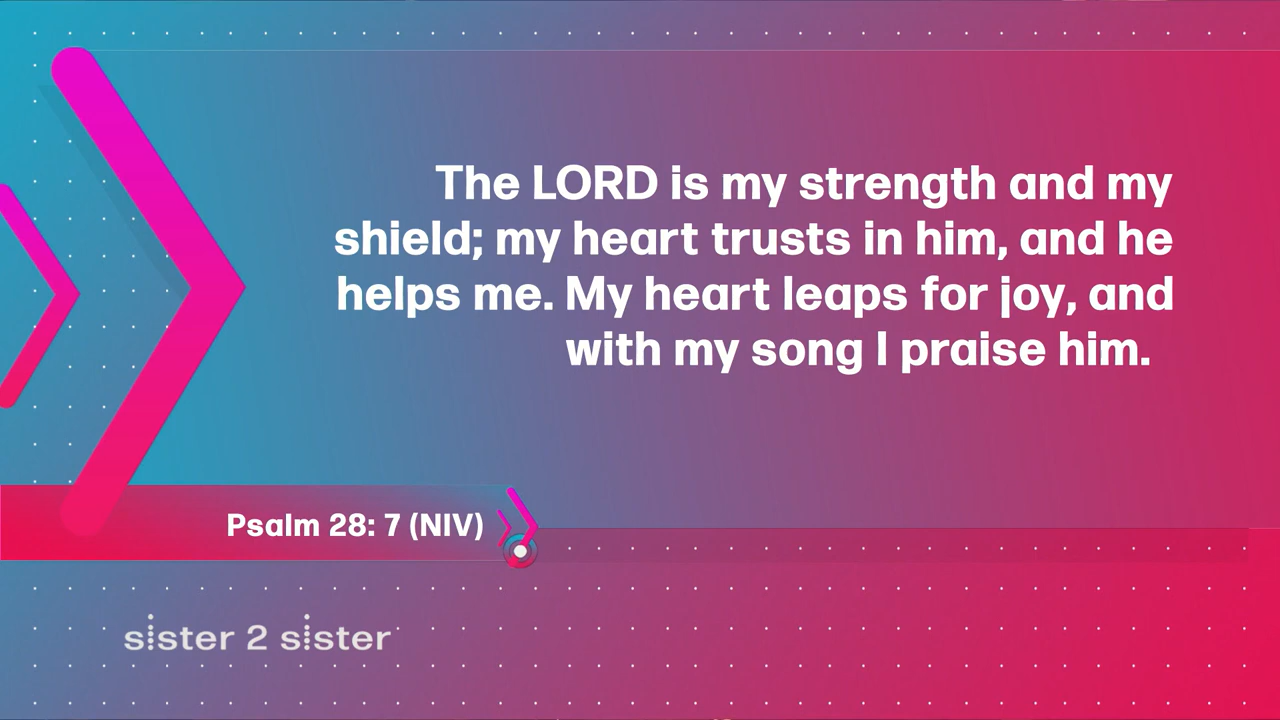 The LORD is my strength and my
shield; my heart trusts in him, and he
helps me. My heart leaps for joy, and
with my song I praise him.
Psalm 28: 7 (NIV)
sister 2 sister